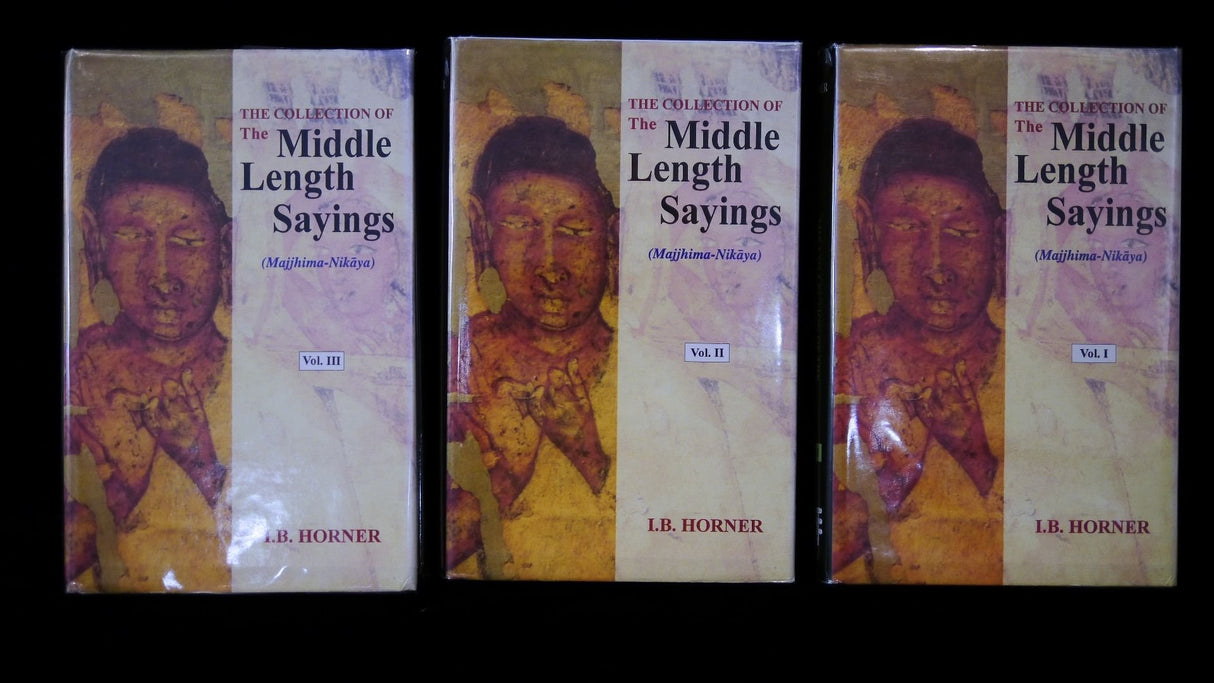 THE COLLECTION OF
The Middle
Length
Sayings
(Majjhima-Nikāya)
Vol. III
I.B. HORNER
THE COLLECTION OF
The Middle
Length
Sayings
(Majjhima-Nikāya)
Vol. II
I.B. HORNER
THE COLLECTION OF
The Middle
Length
Sayings
(Majjhima-Nikāya)
Vol. I
I.B. HORNER